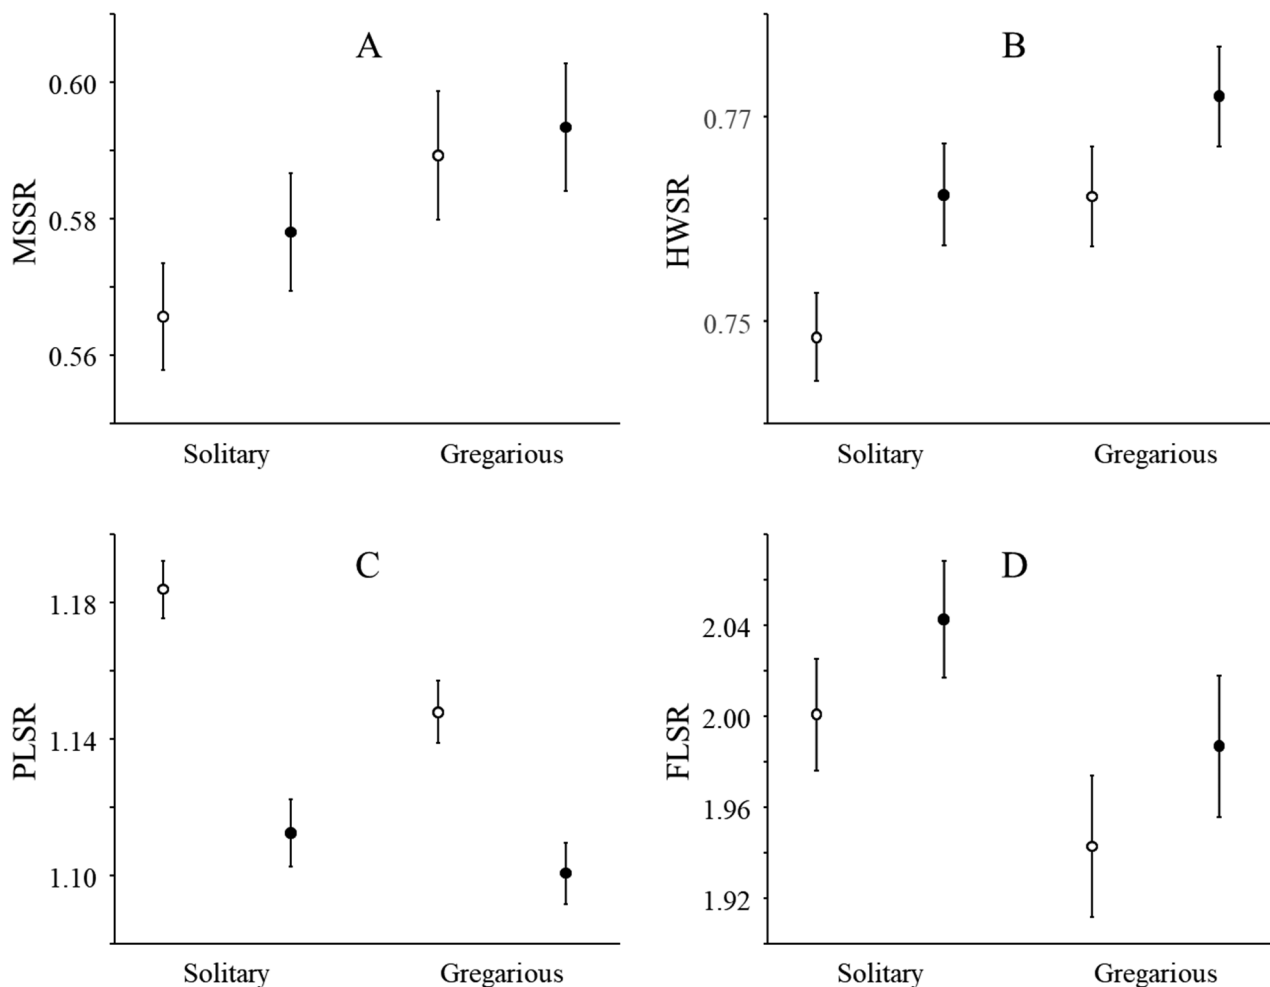 A
MSSR
0.60
0.58
0.56
Solitary
Gregarious
B
HWSR
0.77
0.75
Solitary
Gregarious
C
PLSR
1.18
1.14
1.10
Solitary
Gregarious
D
FLSR
2.04
2.00
1.96
1.92
Solitary
Gregarious